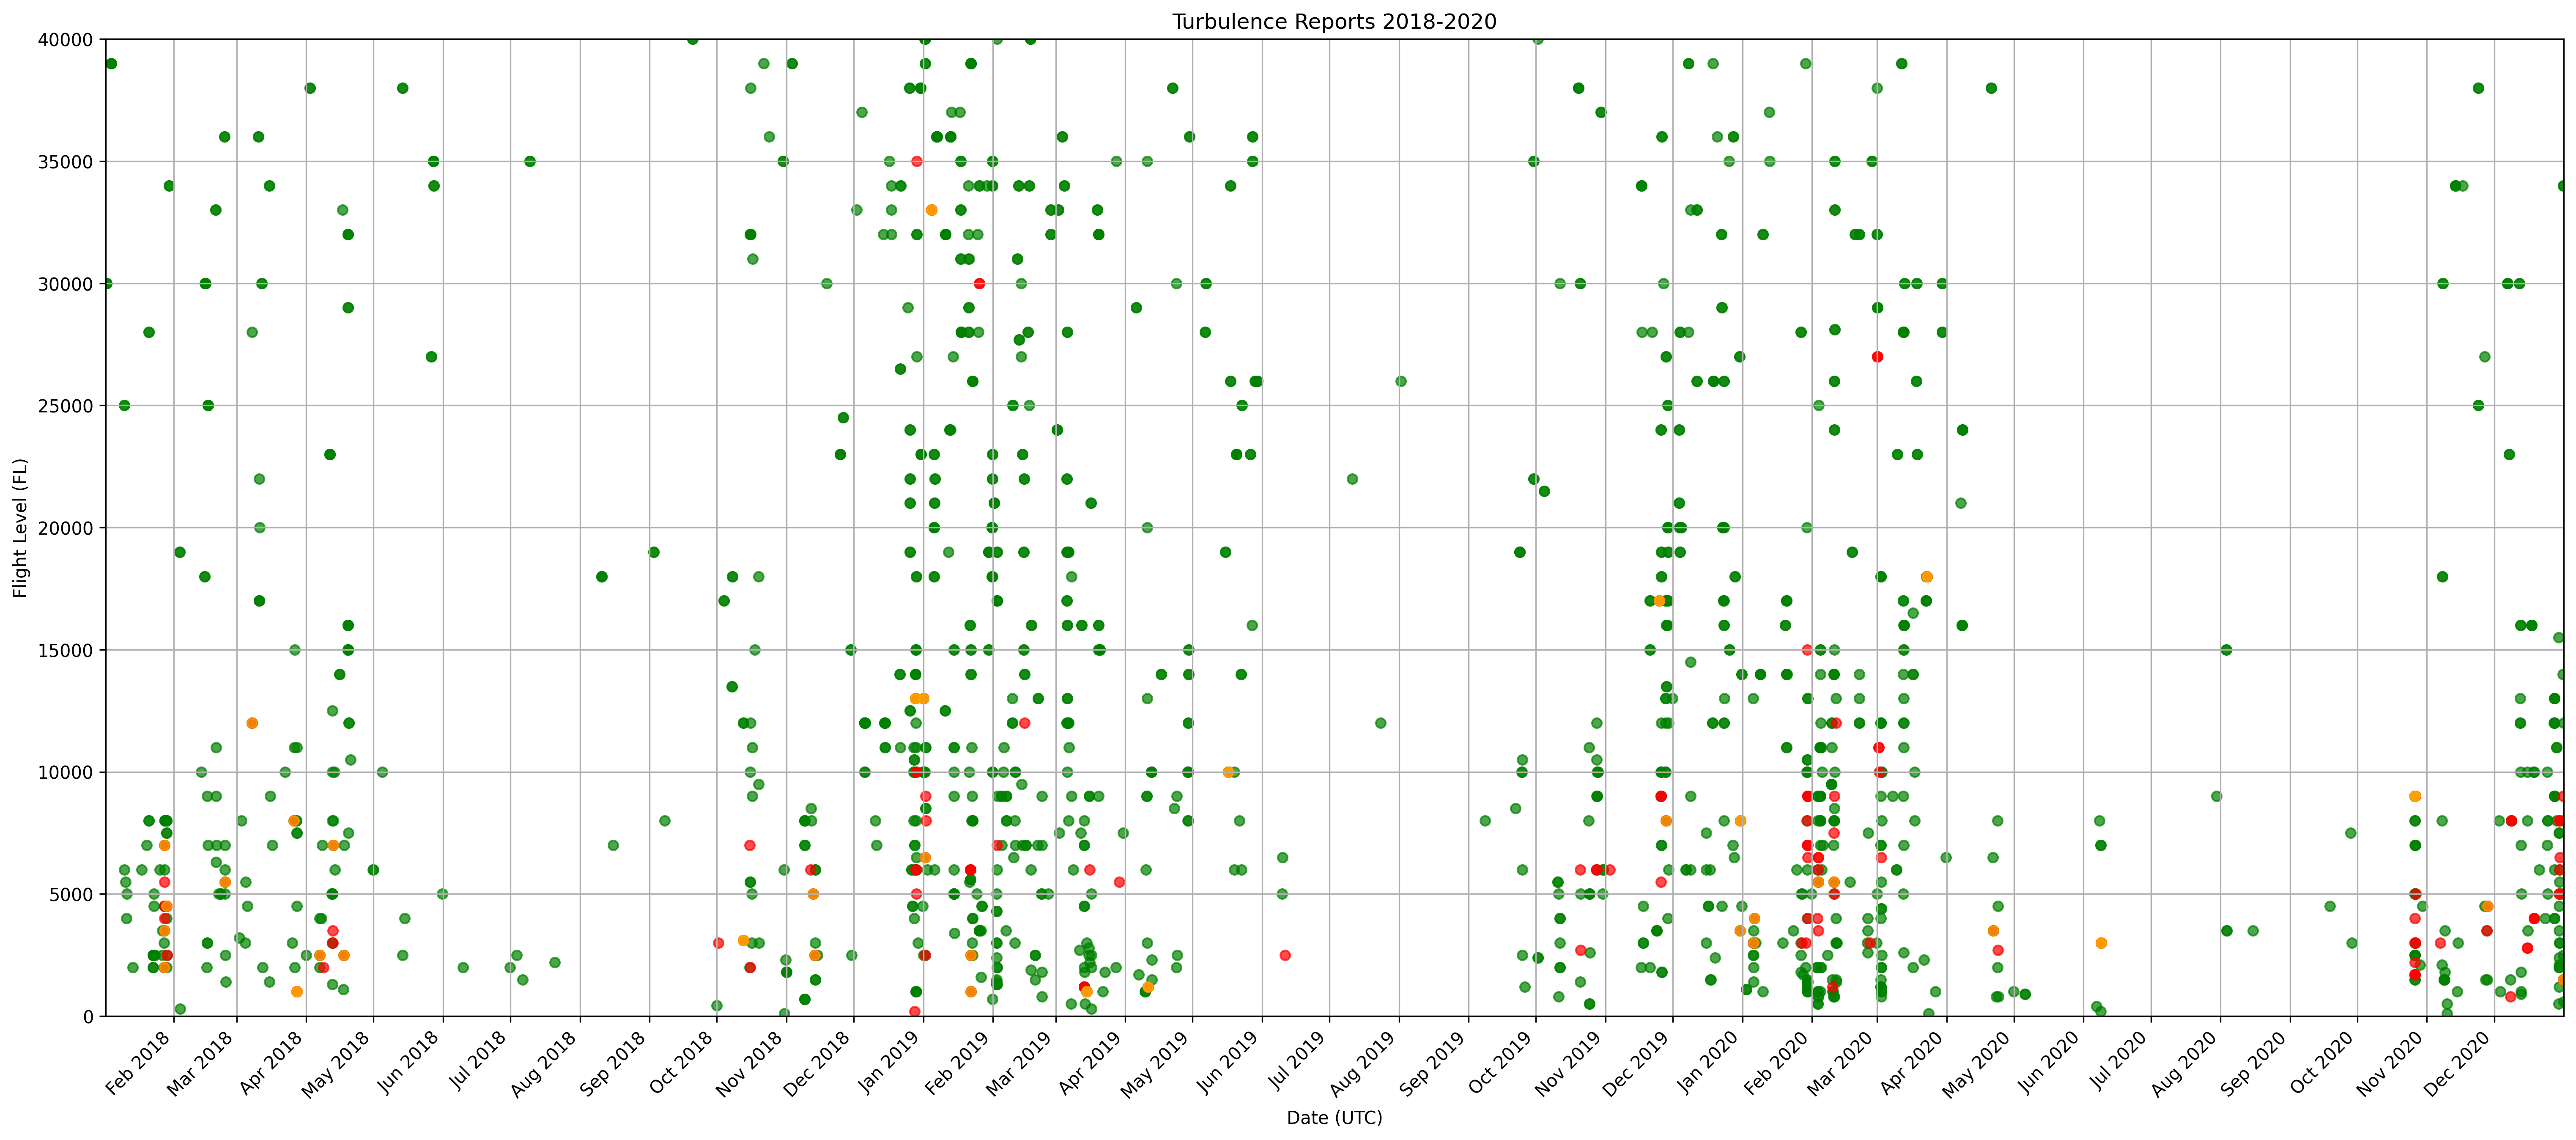 Turbulence Reports 2018-2020
40000
35000
30000
25000
20000
15000
10000
5000
0
Flight Level (FL)
Feb 2018
Mar 2018
Apr 2018
May 2018
Jun 2018
Jul 2018
Aug 2018
Sep 2018
Oct 2018
Nov 2018
Dec 2018
Jan 2019
Feb 2019
Mar 2019
Apr 2019
May 2019
Jun 2019
Jul 2019
Aug 2019
Sep 2019
Oct 2019
Nov 2019
Dec 2019
Jan 2020
Feb 2020
Mar 2020
Apr 2020
May 2020
Jun 2020
Jul 2020
Aug 2020
Sep 2020
Oct 2020
Nov 2020
Dec 2020
Date (UTC)